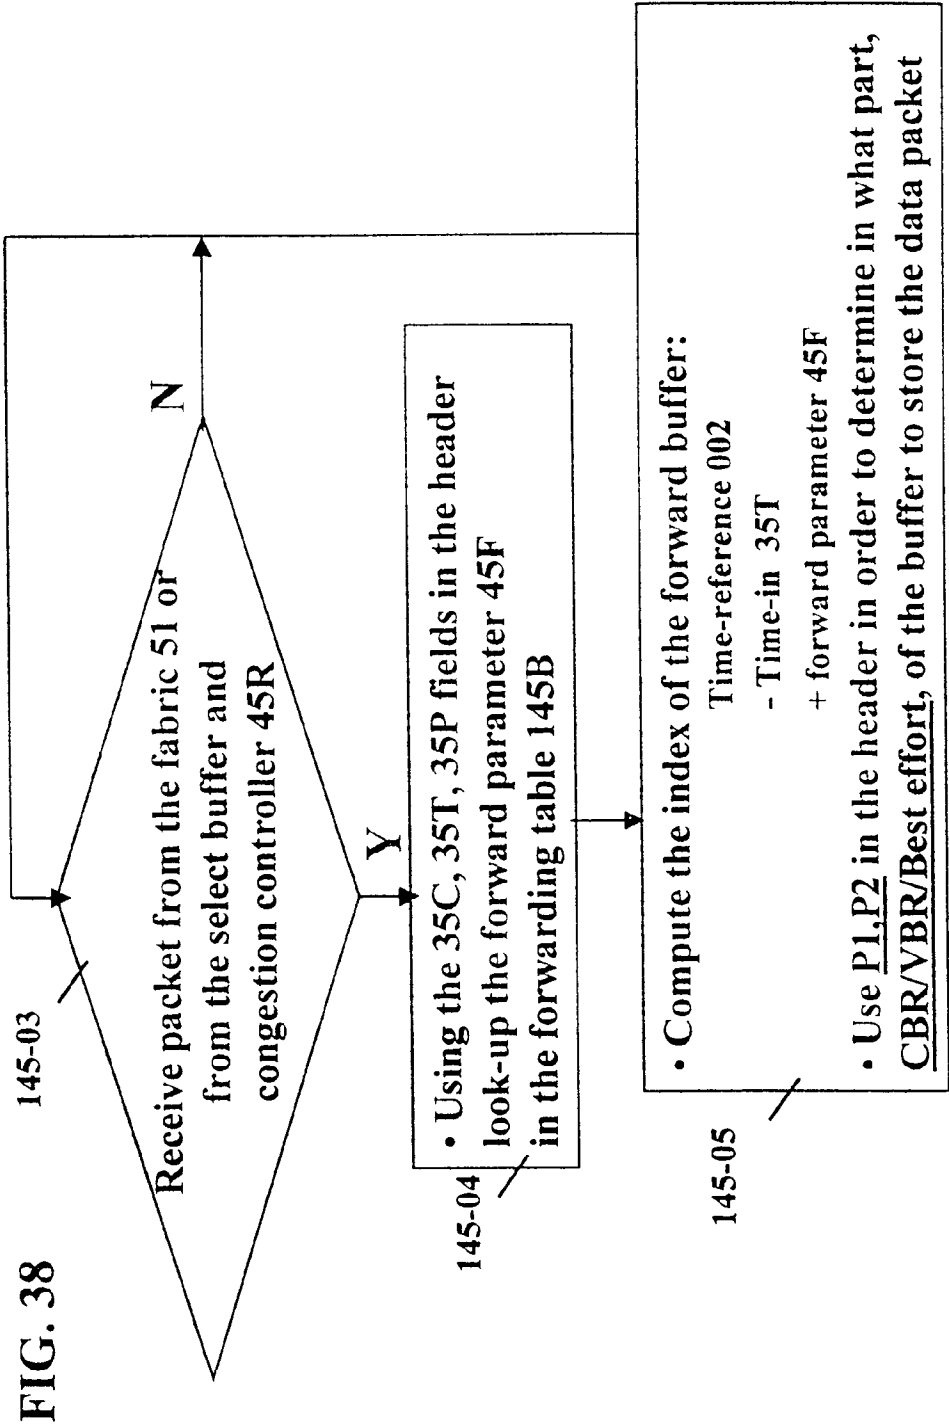 FIG. 38
145-03
Receive packet from the fabric 51 or
from the select buffer and
congestion controller 45R
N
Y
145-04
• Using the 35C, 35T, 35P fields in the header
look-up the forward parameter 45F
in the forwarding table 145B
145-05
• Compute the index of the forward buffer:
Time-reference 002
- Time-in 35T
+ forward parameter 45F
• Use P1,P2 in the header in order to determine in what part,
CBR/VBR/Best effort, of the buffer to store the data packet